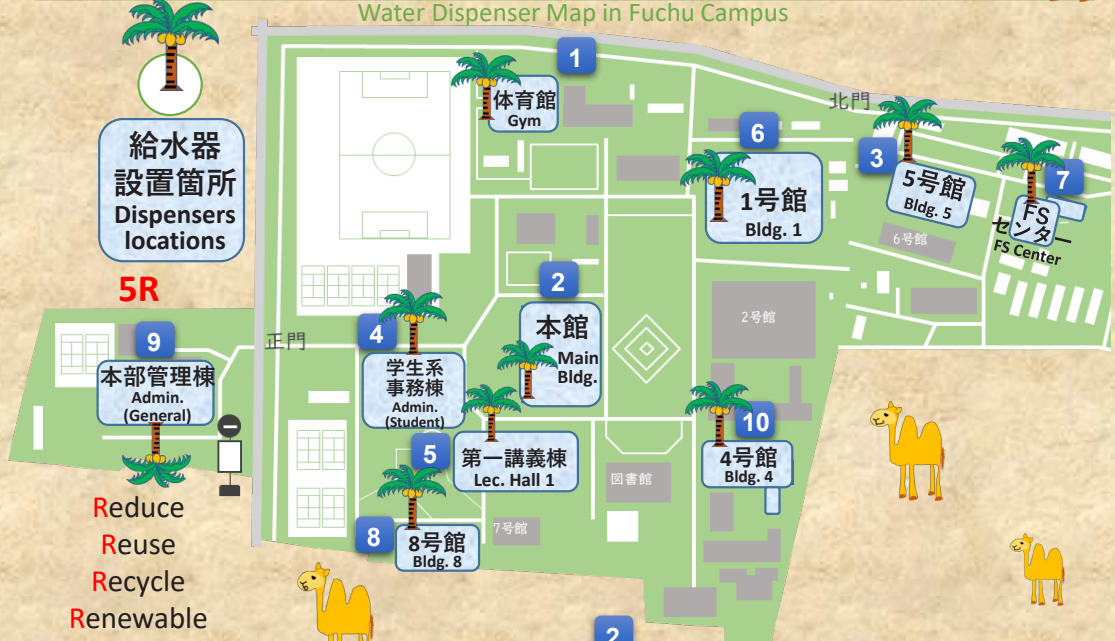 Water Dispenser Map in Fuchu Campus
給水器
設置箇所
Dispensers
locations
5R
1
体育館
Gym
北門
6
1号館
Bldg. 1
3
5号館
Bldg. 5
7
FS
センター
FS Center
6号館
2
本館
Main
Bldg.
2号館
正門
4
学生系
事務棟
Admin.
(Student)
9
本部管理棟
Admin.
(General)
5
第一講義棟
Lec. Hall 1
10
4号館
Bldg. 4
図書館
7号館
8
8号館
Bldg. 8
Reduce
Reuse
Recycle
Renewable
2